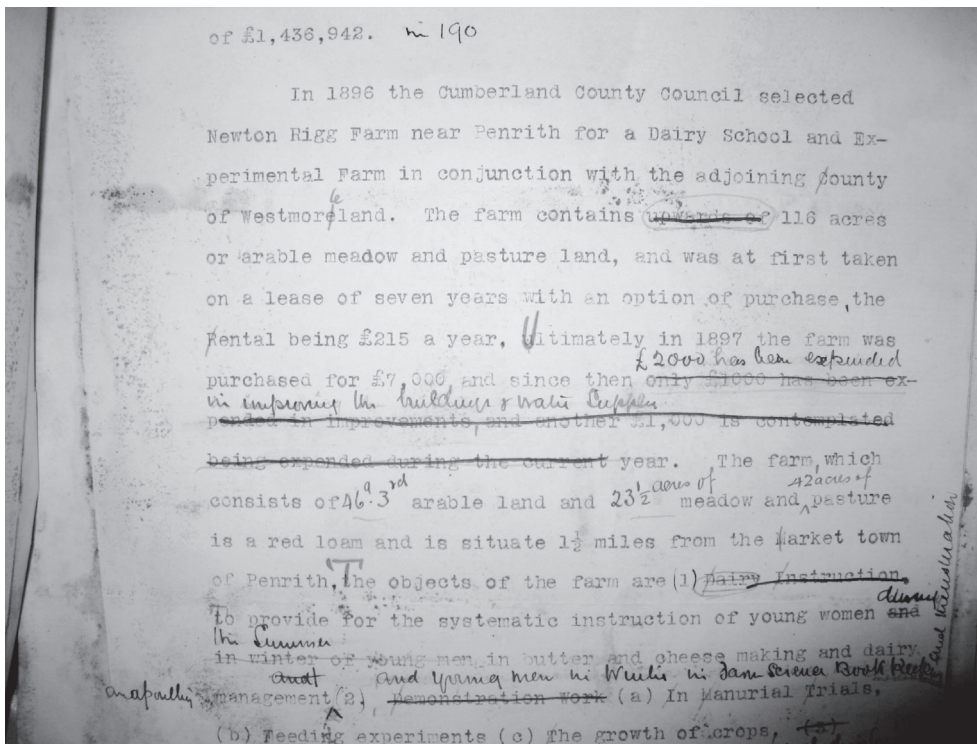 of £1,436,942. in 190
In 1896 the Cumberland County Council selected
Newton Rigg Farm near Penrith for a Dairy School and Ex-
perimental Farm in conjunction with the adjoining County
of Westmoreland. The farm contains upwards of 116 acres
or arable meadow and pasture land, and was at first taken
on a lease of seven years with an option of purchase, the
Rental being £215 a year. Ultimately in 1897 the farm was
£2000 has been expended
purchased for £7,000, and since then only £1000 has been ex-
in improving the buildings & water Supply
pended in improvements, and another £1,000 is contemplated
being expended during the current year. The farm, which
consists of 46a. 3rd arable land and 23½ acres of meadow and 42 acres of pasture
is a red loam and is situate 1½ miles from the Market town
of Penrith, The objects of the farm are (1) Dairy Instruction.
To provide for the systematic instruction of young women and during
the Summer
in winter of young men in butter and cheese making and dairy
and young men in Winter in Farm Science Book Keeping
management (2) Demonstration Work (a) In Manurial Trials,
(b) Feeding experiments (c) The growth of crops, (3)